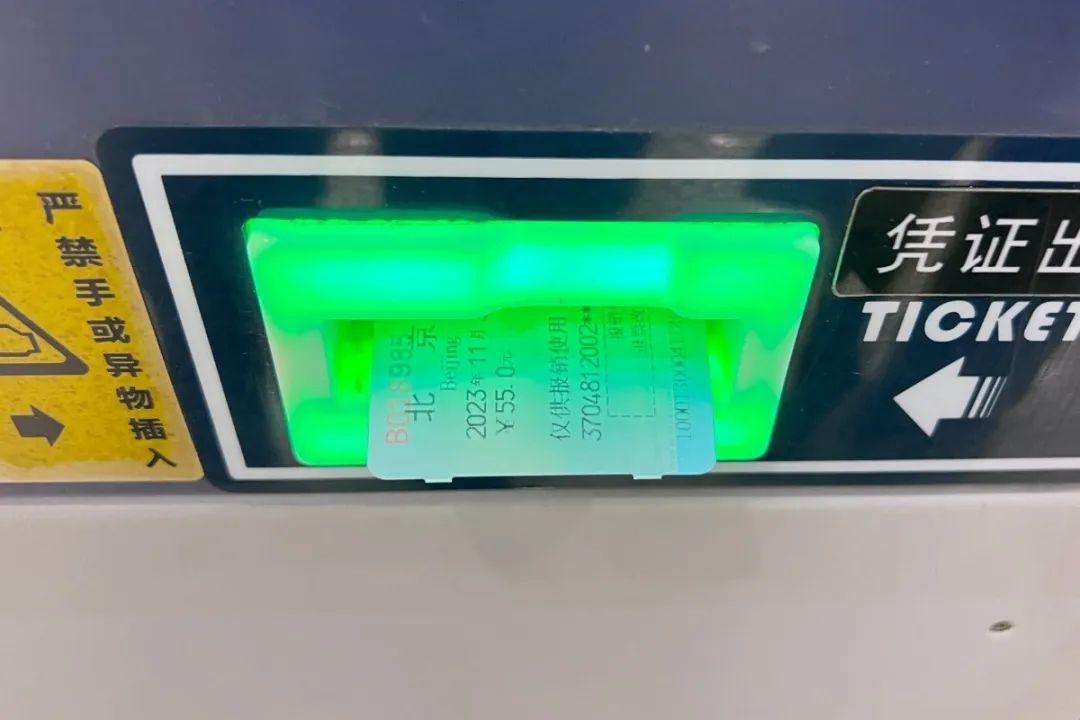 严禁手或异物插入
B028985
北京
Beijing
2023年11月
¥55.0元
仅供报销使用
3704812002**
凭证出
TICKET